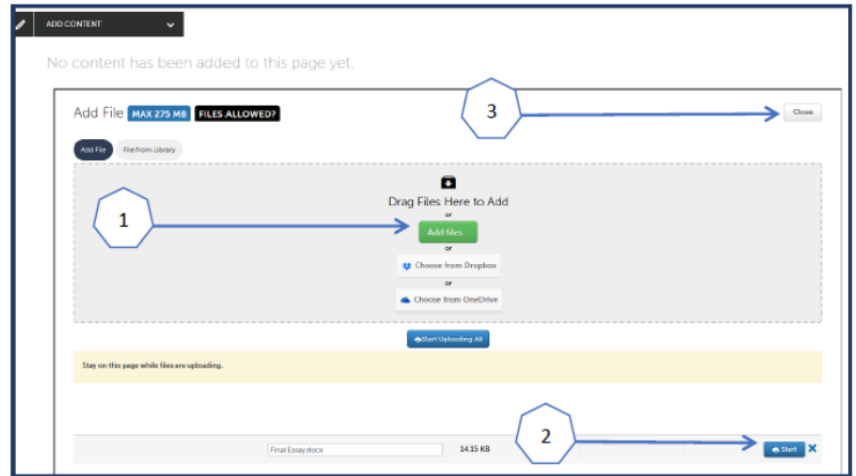 ADD CONTENT
No content has been added to this page yet.
Add File MAX 275 MB FILES ALLOWED?
3
Close
Add File File from Library
Drag Files Here to Add
or
1
Add files...
or
Choose from Dropbox
or
Choose from OneDrive
Start Uploading All
Stay on this page while files are uploading.
Final Essay.docx 14.15 KB 2 Start